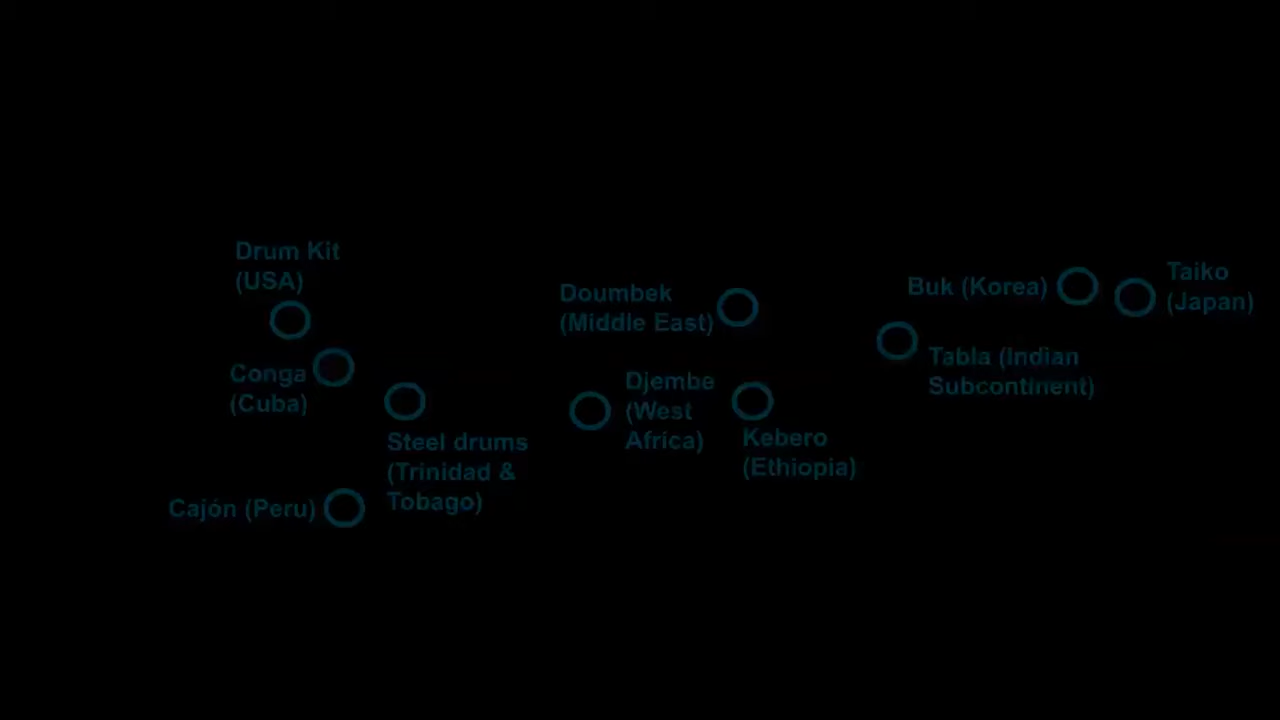 Drum Kit
(USA)
Conga
(Cuba)
Steel drums
(Trinidad &
Tobago)
Cajón (Peru)
Doumbek
(Middle East)
Djembe
(West
Africa)
Kebero
(Ethiopia)
Buk (Korea)
Taiko
(Japan)
Tabla (Indian
Subcontinent)